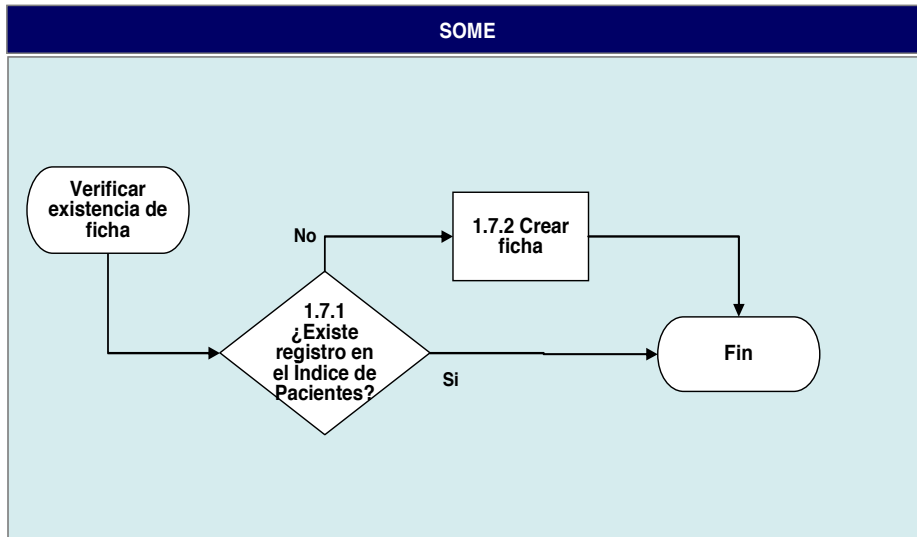 SOME
Verificar
existencia de
ficha
No
1.7.2 Crear
ficha
1.7.1
¿Existe
registro en
el Indice de
Pacientes?
Si
Fin